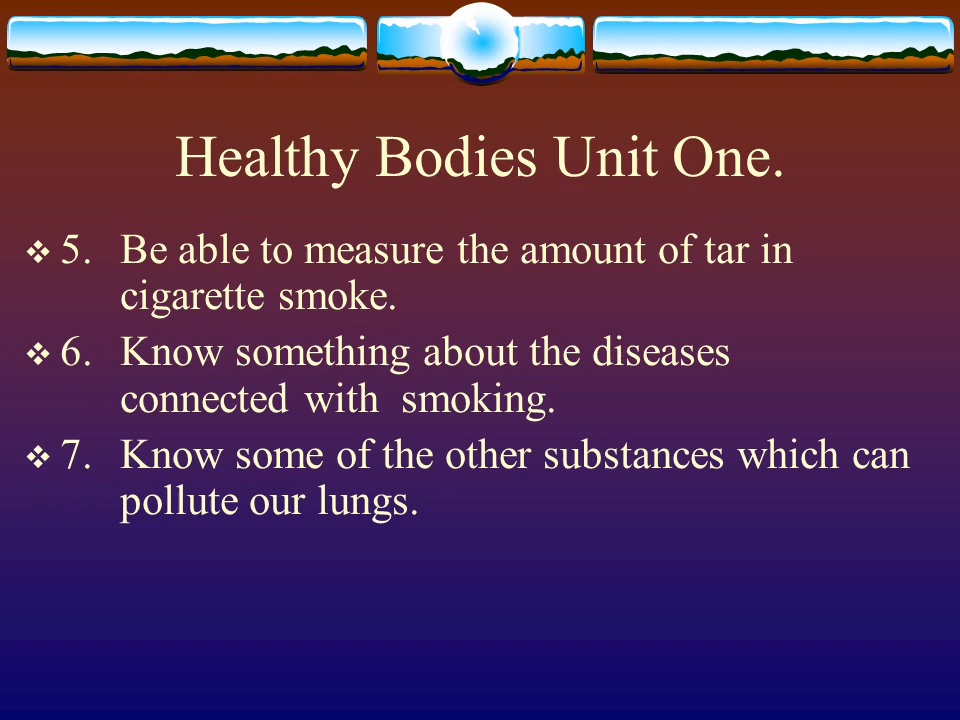 Healthy Bodies Unit One.
❖ 5. Be able to measure the amount of tar in
cigarette smoke.
❖ 6. Know something about the diseases
connected with smoking.
❖ 7. Know some of the other substances which can
pollute our lungs.